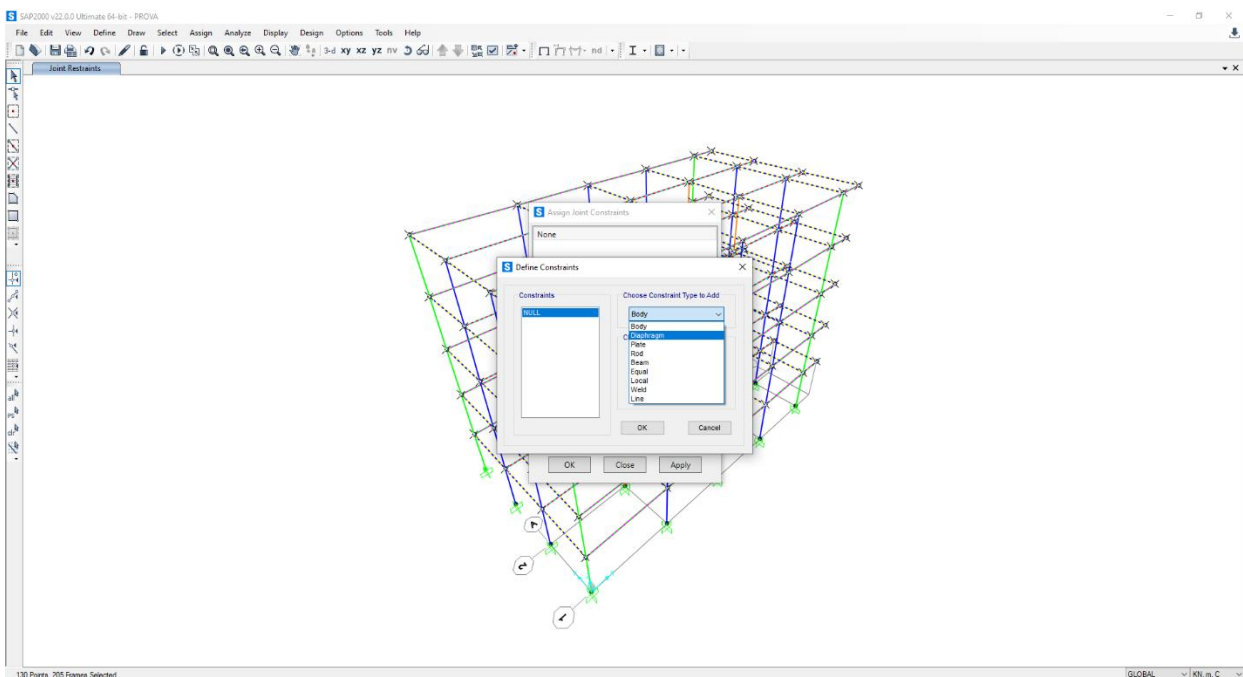 SAP2000 v22.0.0 Ultimate 64-bit - PROVA
File Edit View Define Draw Select Assign Analyze Display Design Options Tools Help
3-d xy xz yz nv
nd
Joint Restraints
Assign Joint Constraints
None
Define Constraints
Constraints
NULL
Choose Constraint Type to Add
Body
Body
Diaphragm
Plate
Rod
Beam
Equal
Local
Weld
Line
OK Cancel
OK Close Apply
130 Points, 205 Frames Selected
GLOBAL KN, m, C